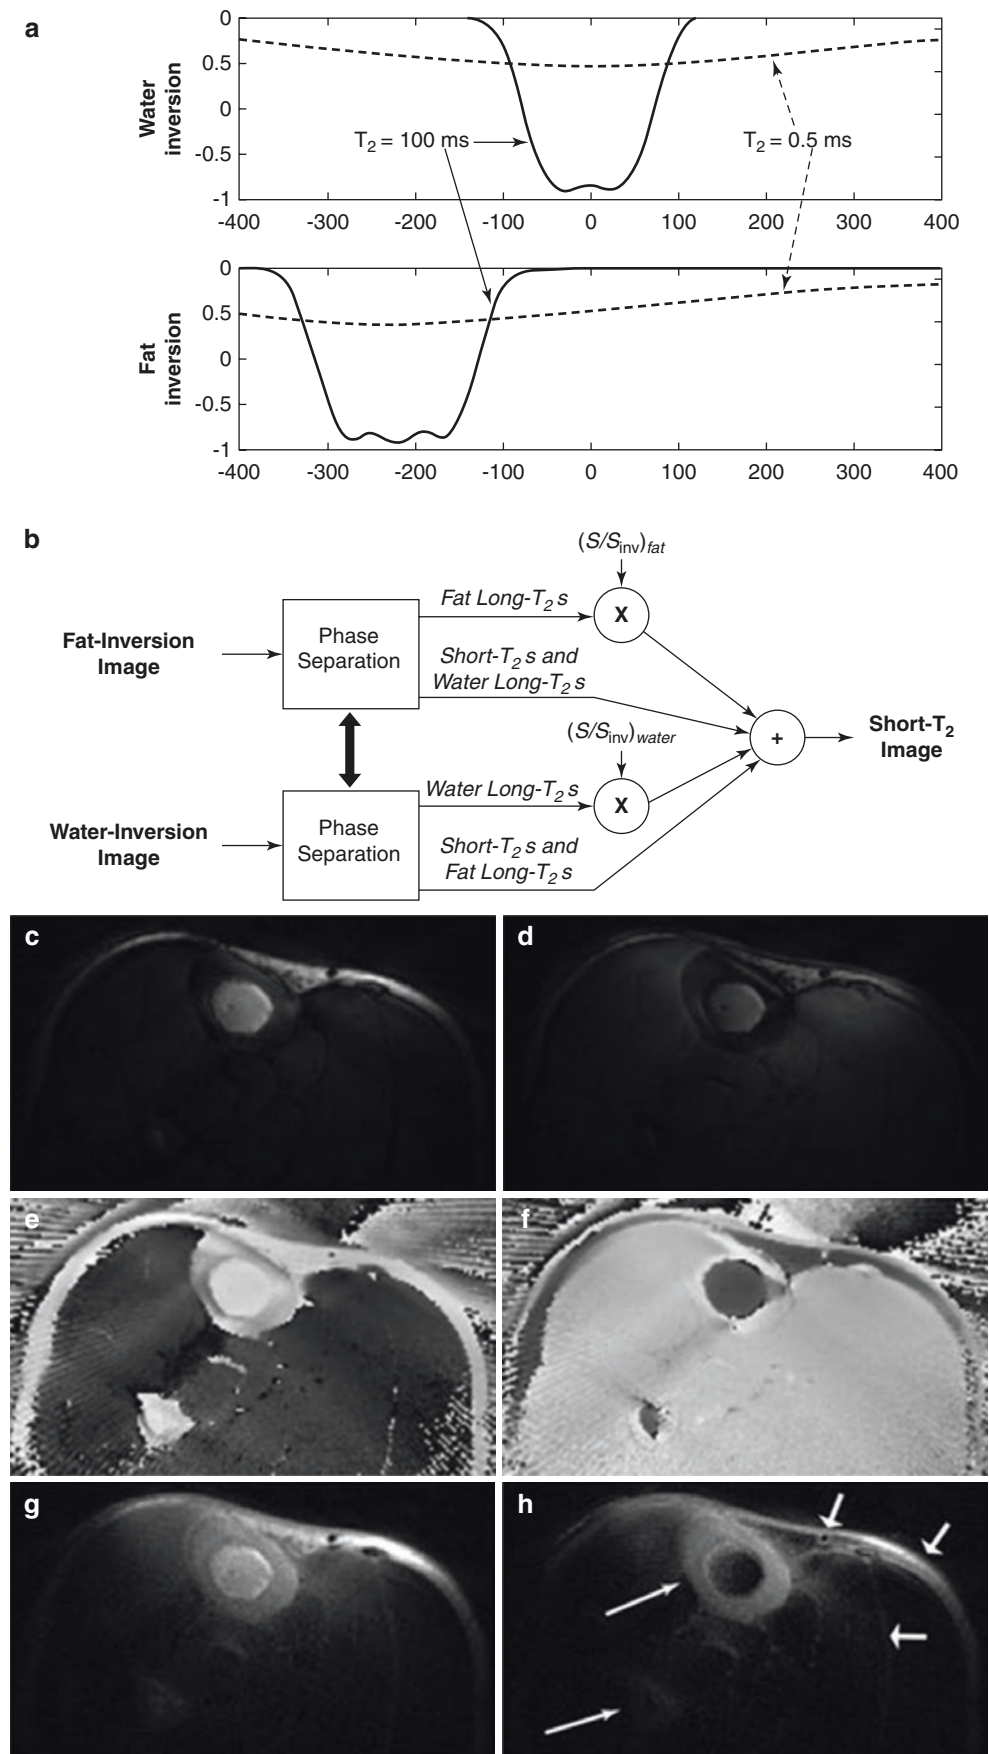 a
Water
inversion
0
0.5
0
-0.5
-1
T2 = 100 ms
T2 = 0.5 ms
-400 -300 -200 -100 0 100 200 300 400
Fat
inversion
0
0.5
0
-0.5
-1
-400 -300 -200 -100 0 100 200 300 400
b
(S/Sinv)fat
Fat-Inversion
Image
Phase
Separation
Fat Long-T2 s
X
Short-T2 s and
Water Long-T2 s
(S/Sinv)water
+
Short-T2
Image
Water-Inversion
Image
Phase
Separation
Water Long-T2 s
X
Short-T2 s and
Fat Long-T2 s
c
d
e
f
g
h